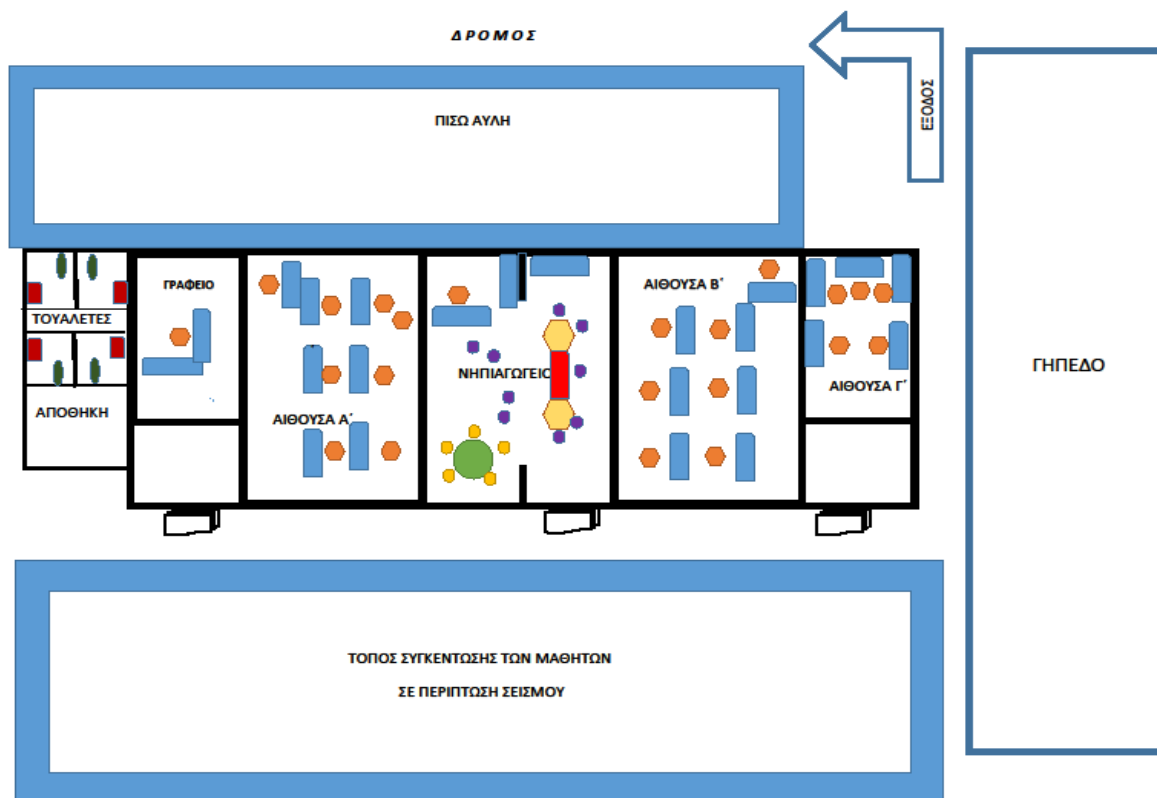 ΔΡΟΜΟΣ
ΕΞΟΔΟΣ
ΠΙΣΩ ΑΥΛΗ
ΓΡΑΦΕΙΟ
ΑΙΘΟΥΣΑ Β΄
ΤΟΥΑΛΕΤΕΣ
ΓΗΠΕΔΟ
ΝΗΠΙΑΓΩΓΕΙΟ
ΑΙΘΟΥΣΑ Γ΄
ΑΠΟΘΗΚΗ
ΑΙΘΟΥΣΑ Α΄
ΤΟΠΟΣ ΣΥΓΚΕΝΤΩΣΗΣ ΤΩΝ ΜΑΘΗΤΩΝ
ΣΕ ΠΕΡΙΠΤΩΣΗ ΣΕΙΣΜΟΥ